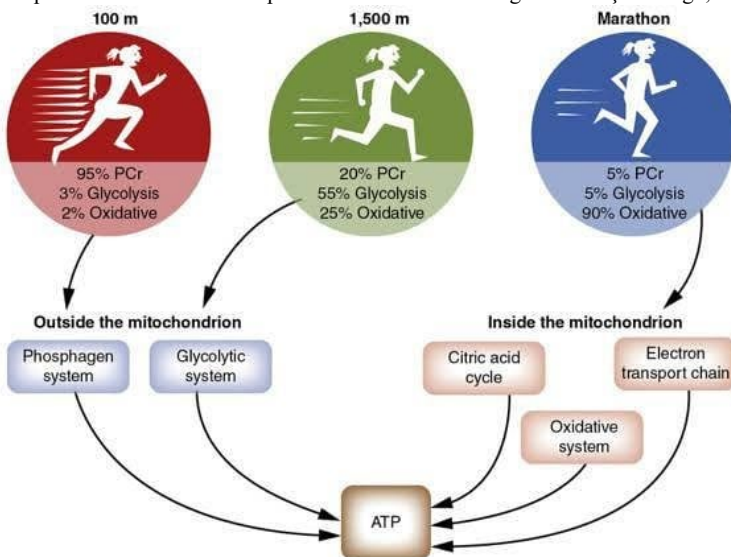 100 m
1,500 m
Marathon
95% PCr
3% Glycolysis
2% Oxidative
20% PCr
55% Glycolysis
25% Oxidative
5% PCr
5% Glycolysis
90% Oxidative
Outside the mitochondrion
Inside the mitochondrion
Phosphagen
system
Glycolytic
system
Citric acid
cycle
Electron
transport chain
Oxidative
system
ATP